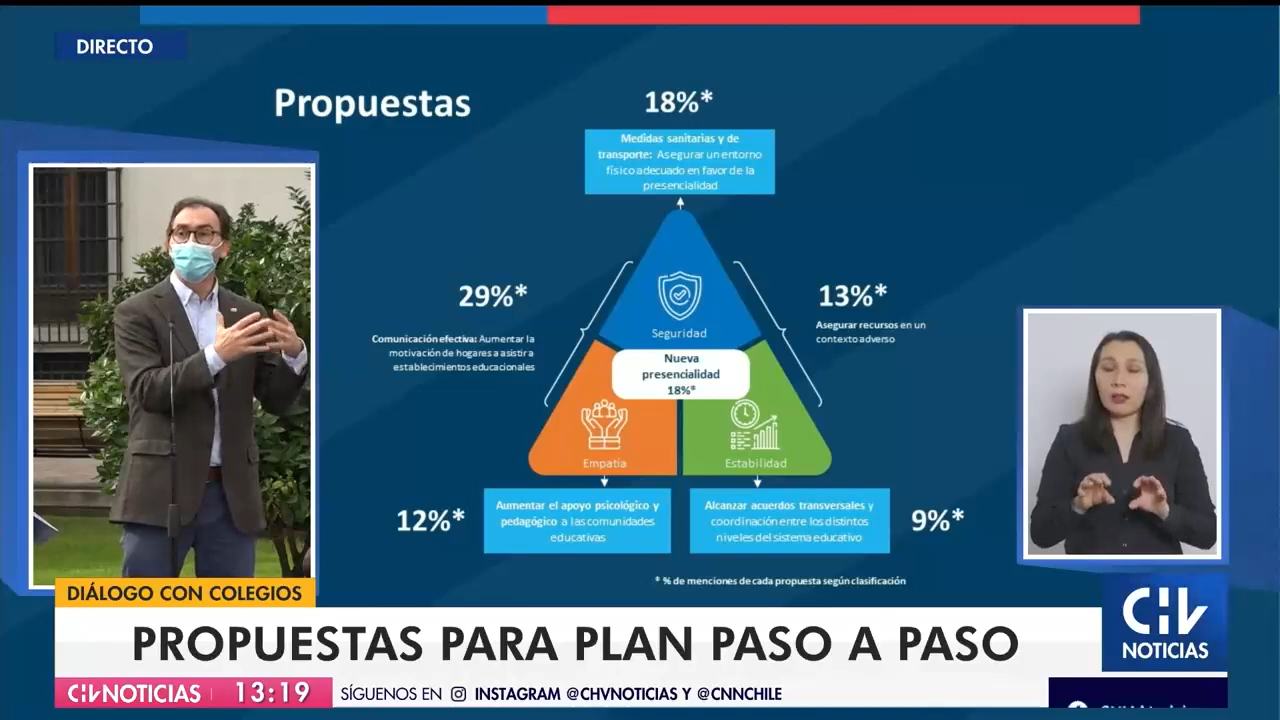 DIRECTO
Propuestas
18%*
Medidas sanitarias y de
transporte: Asegurar un entorno
físico adecuado en favor de la
presencialidad
29%*
Comunicación efectiva: Aumentar la
motivación de hogares a asistir a
establecimientos educacionales
13%*
Asegurar recursos en un
contexto adverso
Seguridad
Nueva
presencialidad
18%*
Empatía
Estabilidad
12%*
Aumentar el apoyo psicológico y
pedagógico a las comunidades
educativas
Alcanzar acuerdos transversales y
coordinación entre los distintos
niveles del sistema educativo
9%*
* % de menciones de cada propuesta según clasificación
DIÁLOGO CON COLEGIOS
PROPUESTAS PARA PLAN PASO A PASO
CHV
NOTICIAS
CHVNOTICIAS 13:19 SÍGUENOS EN INSTAGRAM @CHVNOTICIAS Y @CNNCHILE